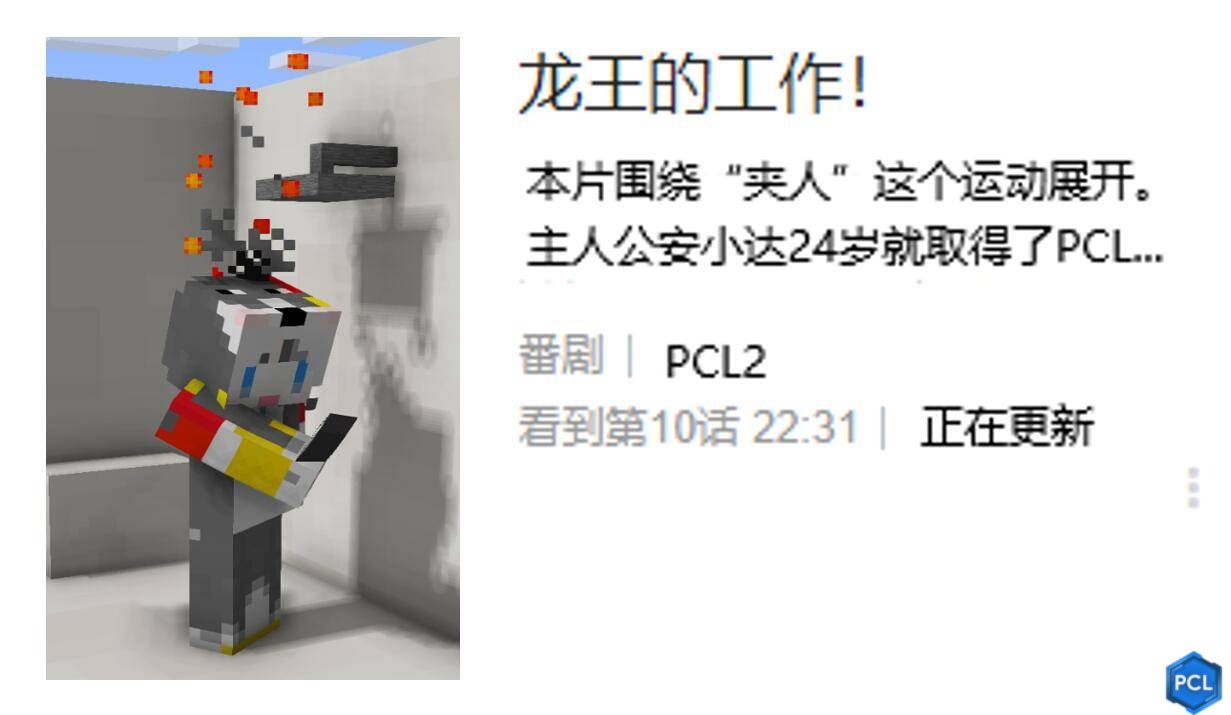 龙王的工作!
本片围绕“夹人”这个运动展开。
主人公安小达24岁就取得了PCL...
番剧 | PCL2
看到第10话 22:31 | 正在更新
PCL